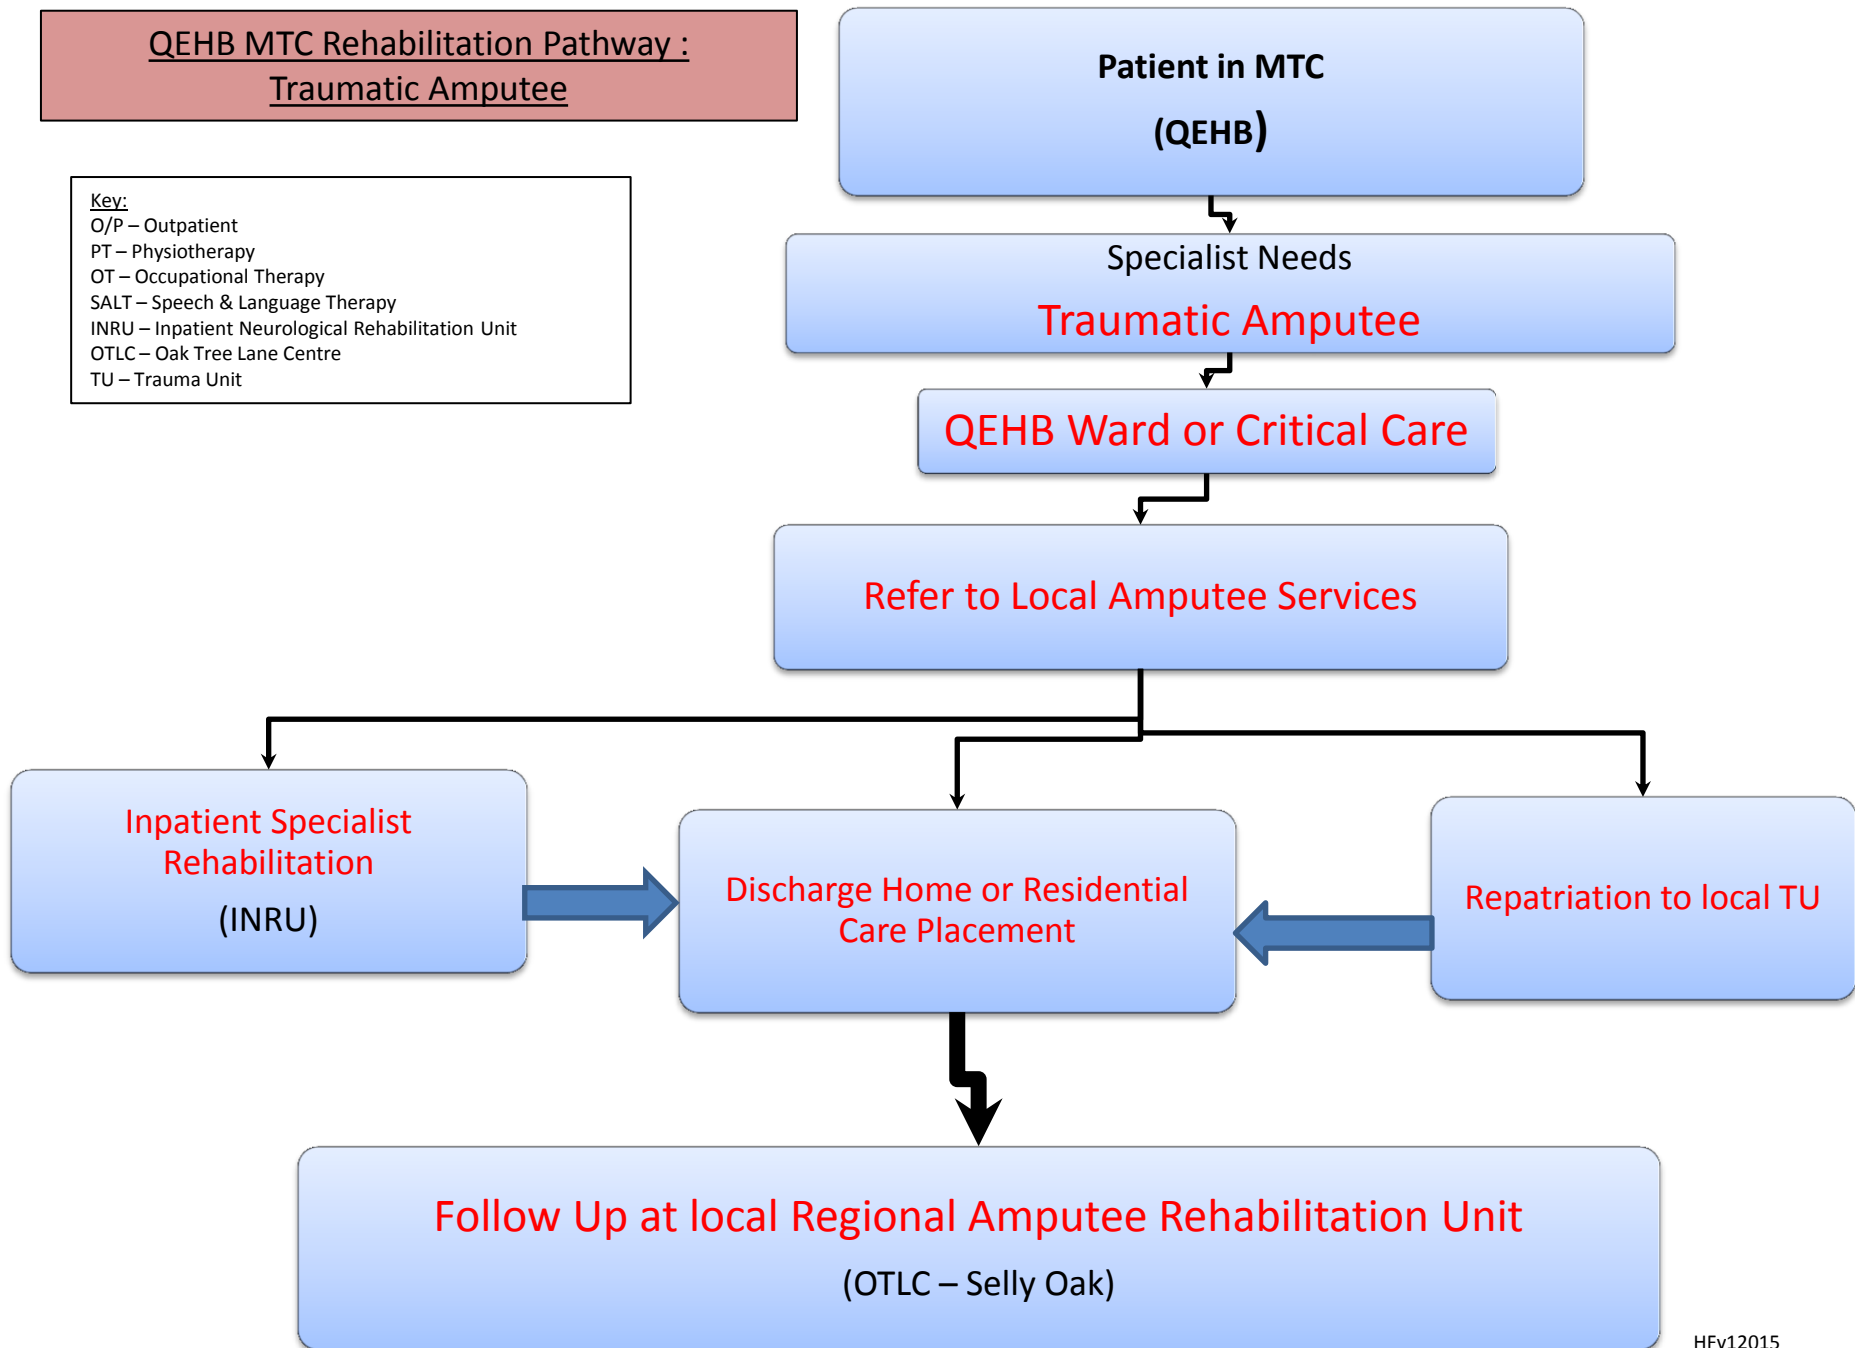 QEHB MTC Rehabilitation Pathway :
Traumatic Amputee
Key:
O/P – Outpatient
PT – Physiotherapy
OT – Occupational Therapy
SALT – Speech & Language Therapy
INRU – Inpatient Neurological Rehabilitation Unit
OTLC – Oak Tree Lane Centre
TU – Trauma Unit
Patient in MTC
(QEHB)
Specialist Needs
Traumatic Amputee
QEHB Ward or Critical Care
Refer to Local Amputee Services
Inpatient Specialist
Rehabilitation
(INRU)
Discharge Home or Residential
Care Placement
Repatriation to local TU
Follow Up at local Regional Amputee Rehabilitation Unit
(OTLC – Selly Oak)
HFv12015